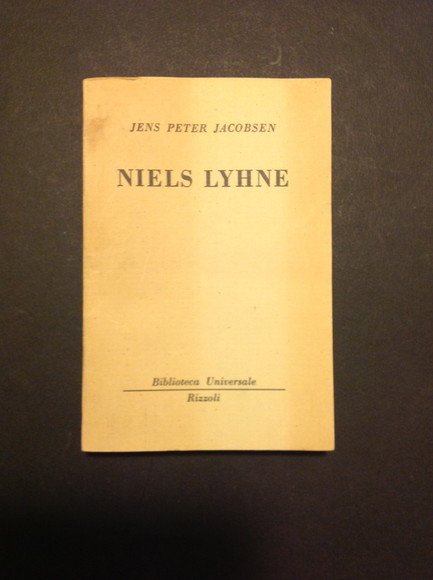 JENS PETER JACOBSEN
NIELS LYHNE
Biblioteca Universale
Rizzoli